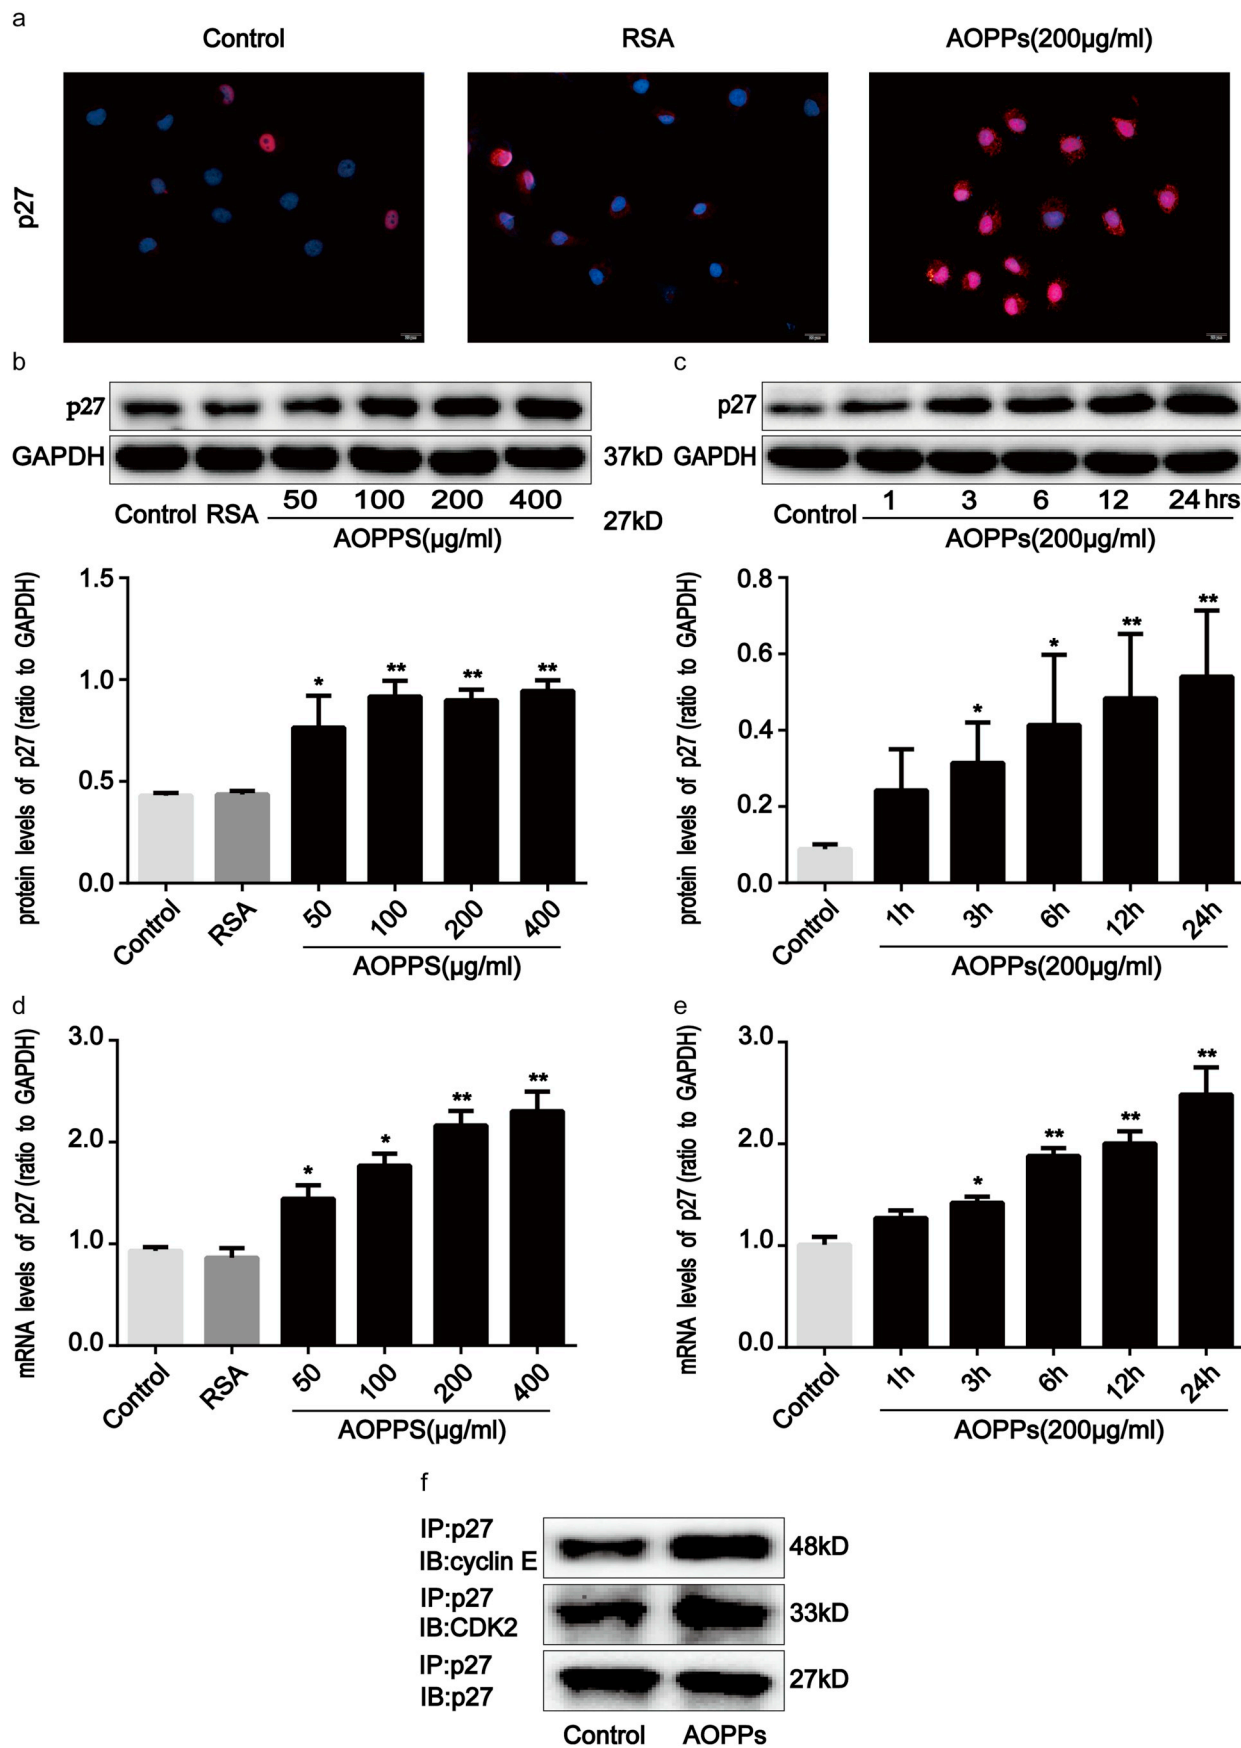 a
Control RSA AOPPs(200µg/ml)
p27
b
p27
GAPDH 37kD
Control RSA 50 100 200 400
AOPPS(µg/ml) 27kD
protein levels of p27 (ratio to GAPDH)
1.5
1.0
0.5
0.0
* ** ** **
Control RSA 50 100 200 400
AOPPS(µg/ml)
c
p27
GAPDH
Control 1 3 6 12 24 hrs
AOPPs(200µg/ml)
protein levels of p27 (ratio to GAPDH)
0.8
0.6
0.4
0.2
0.0
* * ** **
Control 1h 3h 6h 12h 24h
AOPPs(200µg/ml)
d
mRNA levels of p27 (ratio to GAPDH)
3.0
2.0
1.0
0.0
* * ** **
Control RSA 50 100 200 400
AOPPS(µg/ml)
e
mRNA levels of p27 (ratio to GAPDH)
3.0
2.0
1.0
0.0
* ** ** **
Control 1h 3h 6h 12h 24h
AOPPs(200µg/ml)
f
IP:p27
IB:cyclin E 48kD
IP:p27
IB:CDK2 33kD
IP:p27
IB:p27 27kD
Control AOPPs